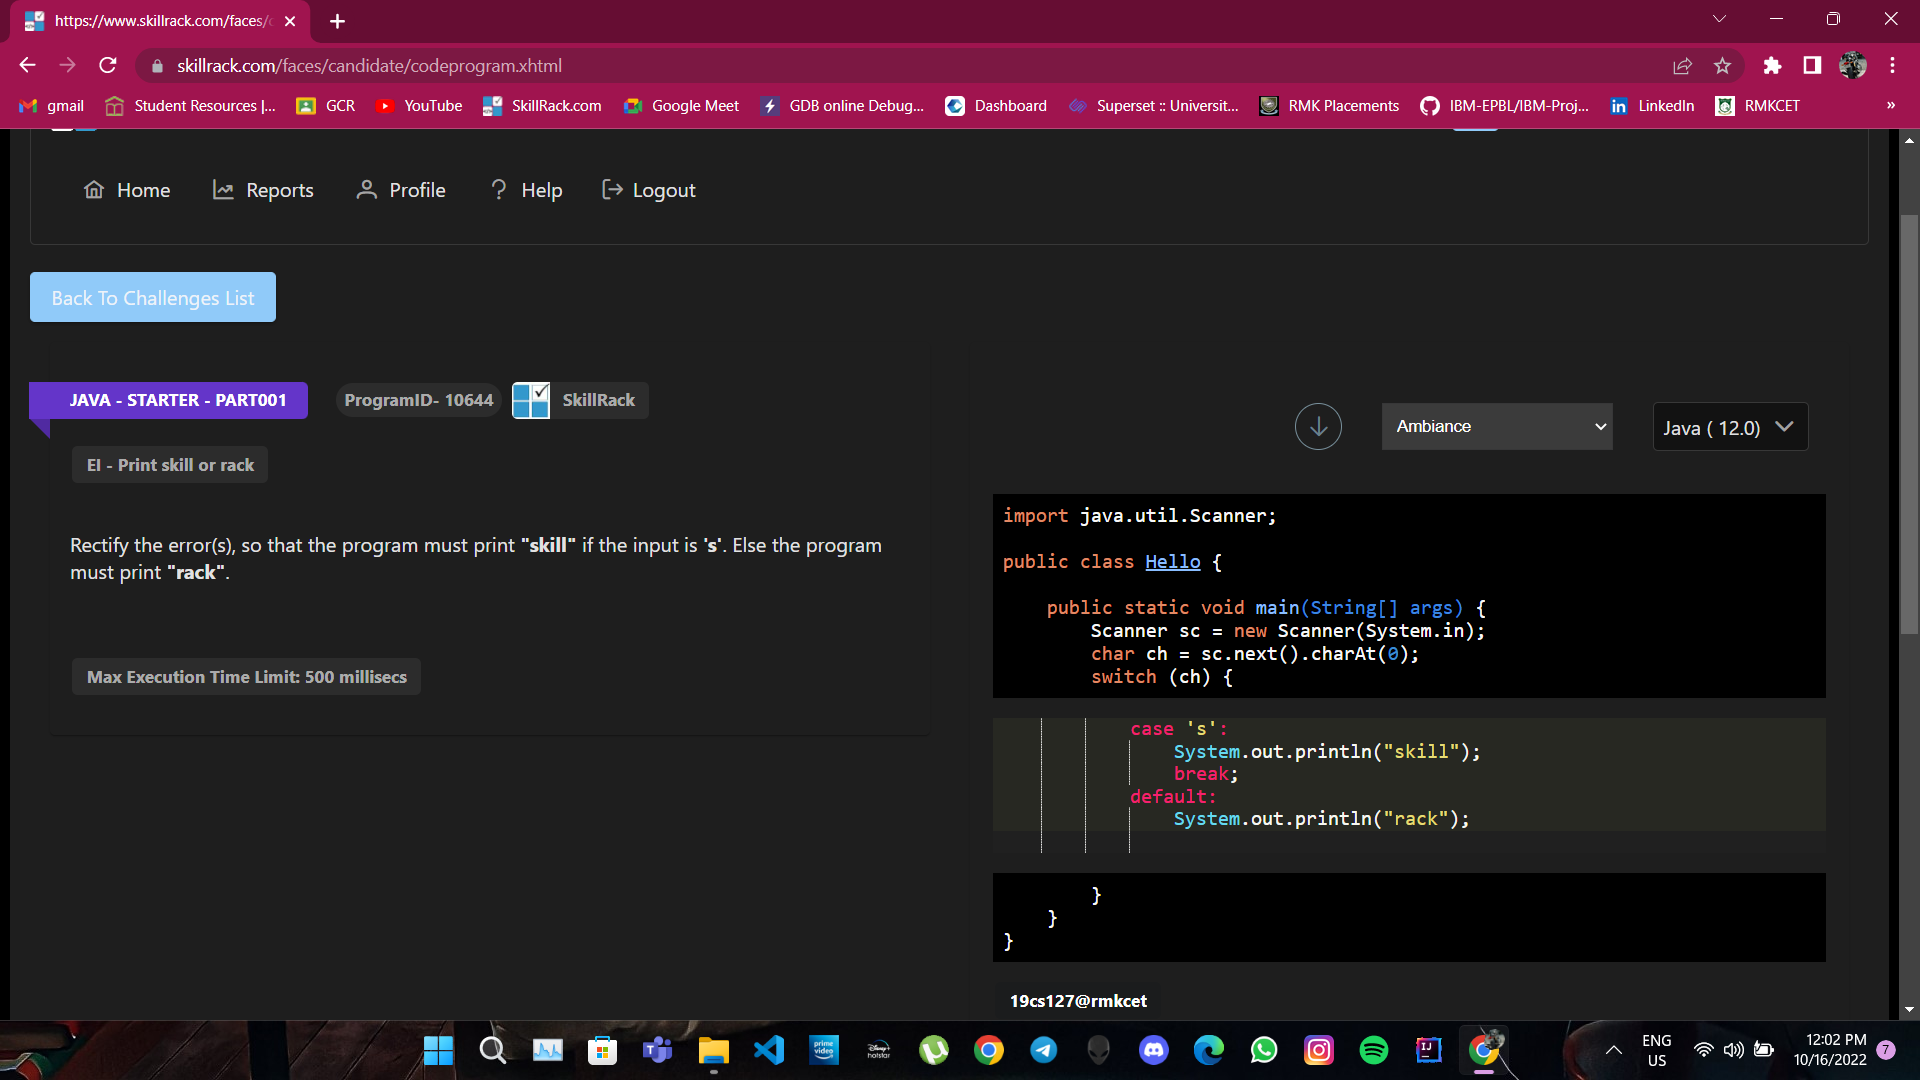 https://www.skillrack.com/faces/c
skillrack.com/faces/candidate/codeprogram.xhtml
gmail
Student Resources |...
GCR
YouTube
SkillRack.com
Google Meet
GDB online Debug...
Dashboard
Superset :: Universit...
RMK Placements
IBM-EPBL/IBM-Proj...
LinkedIn
RMKCET
»
Home
Reports
Profile
Help
Logout
Back To Challenges List
JAVA - STARTER - PART001
ProgramID- 10644
SkillRack
EI - Print skill or rack
Rectify the error(s), so that the program must print "skill" if the input is 's'. Else the program
must print "rack".
Max Execution Time Limit: 500 millisecs
Ambiance
Java ( 12.0)
import java.util.Scanner;
public class Hello {
public static void main(String[] args) {
Scanner sc = new Scanner(System.in);
char ch = sc.next().charAt(0);
switch (ch) {
case 's':
System.out.println("skill");
break;
default:
System.out.println("rack");
}
}
}
19cs127@rmkcet
prime video
Disney+ hotstar
IJ
ENG
US
12:02 PM
10/16/2022
7